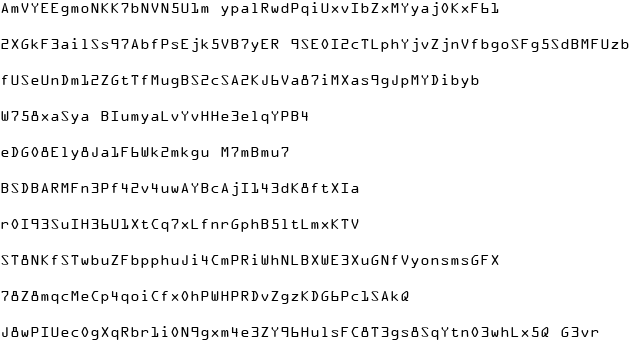 AmVYEEgmoNKK7bNVN5U1m ypalRwdPqiUxvIbZxMYyaj0KxF61
2XGkF3ailSs97AbfPsEjk5VB7yER 9SE0I2cTLphYjvZjnVfbgoSFg5SdBMFUzb
fUSeUnDm12ZGtTfMugBS2cSA2KJ6Va87iMXas9gJpMYDibyb
W758xaSya BIumyaLvYvHHe3elqYPB4
eDG08Ely8Ja1F6Wk2mkgu M7mBmu7
BSDBARMFn3Pf42v4uwAYBcAjI143dK8ftXIa
r0I93SuIH36U1XtCq7xLfnrGphB5ltLmxKTV
ST8NKfSTwbuZFbpphuJi4CmPRiWhNLBXWE3XuGNfVyonsmsGFX
78Z8mqcMeCp4qoiCfx0hPWHPRDvZgzKDG6Pc1SAkQ
J8wPIUec0gXqRbr1i0N9gxm4e3ZY96HulsFC8T3gs8SqYtn03whLx5Q G3vr